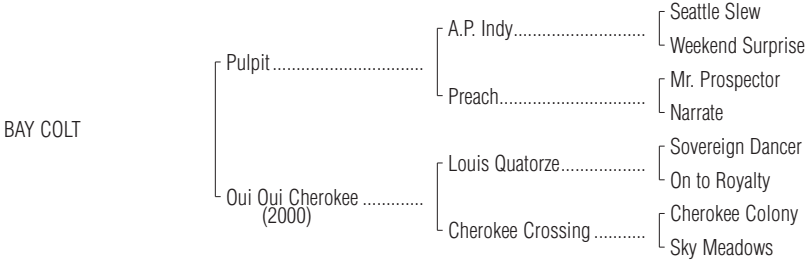 Seattle Slew
A.P. Indy............................
Weekend Surprise
Pulpit................................
Mr. Prospector
Preach...............................
Narrate
BAY COLT
Sovereign Dancer
Louis Quatorze..................
On to Royalty
Oui Oui Cherokee .............
(2000)
Cherokee Colony
Cherokee Crossing ...........
Sky Meadows